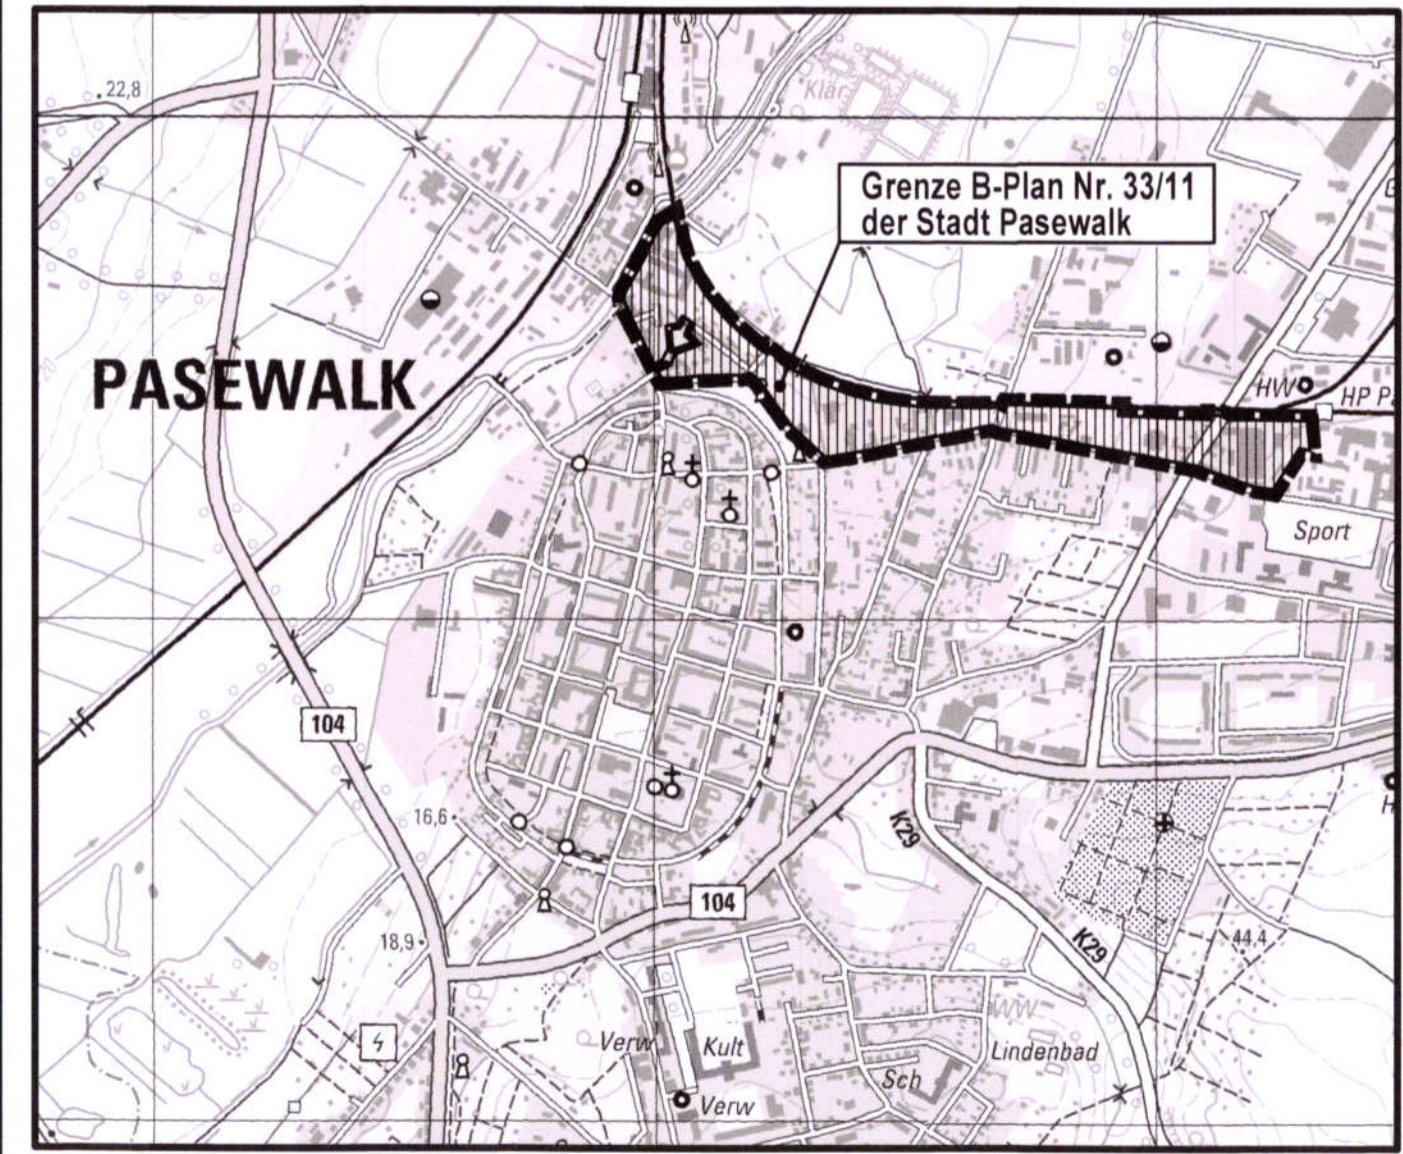 22,8
Klär
Grenze B-Plan Nr. 33/11
der Stadt Pasewalk
PASEWALK
HW
HP P
Sport
104
16,6
K29
104
18,9
K29
44,4
WW
Verw
Kult
Lindenbad
Sch
Verw
20